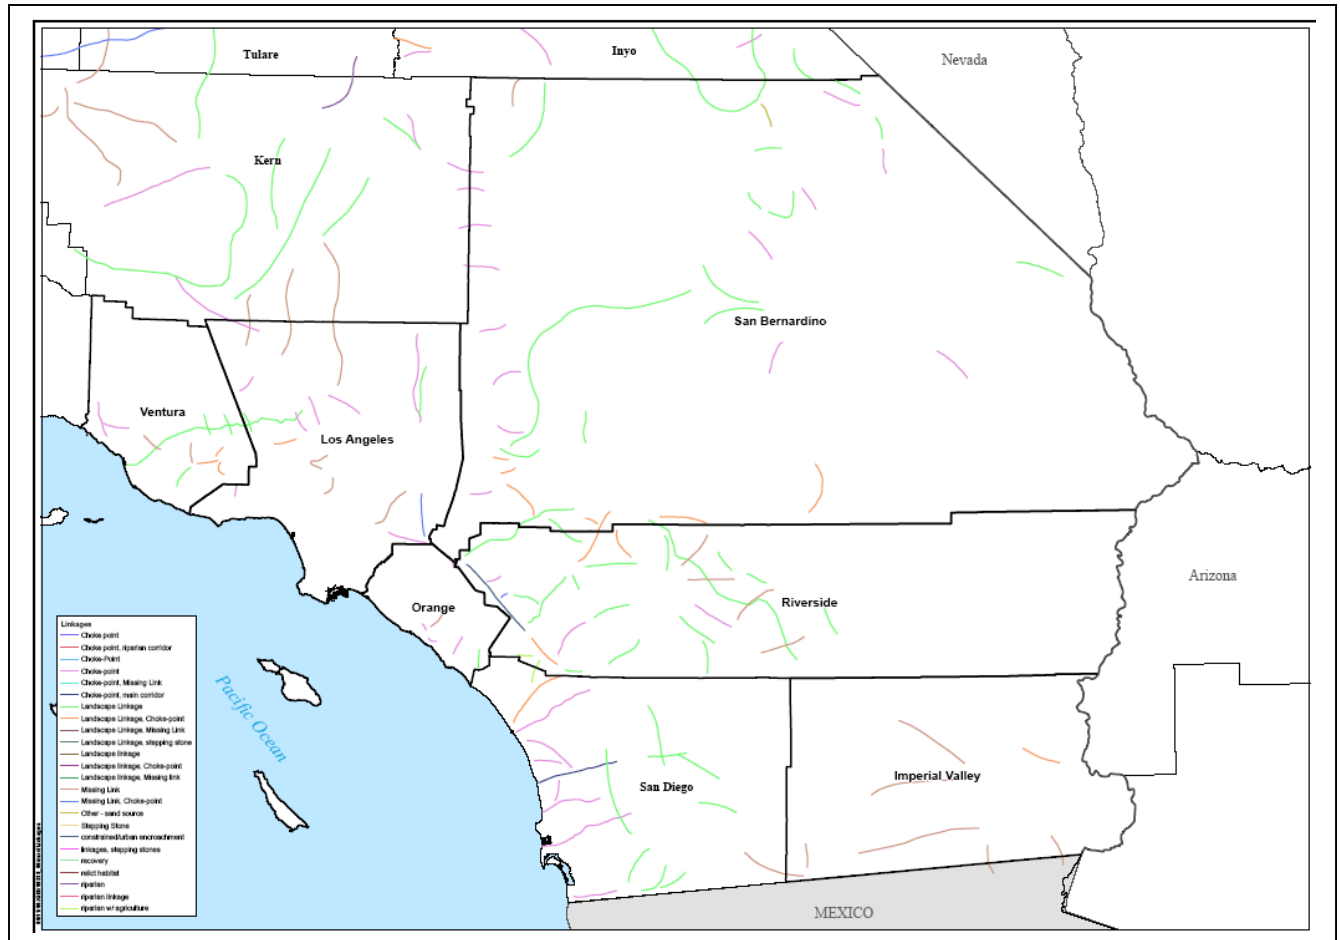 Tulare
Inyo
Nevada
Kern
San Bernardino
Ventura
Los Angeles
Arizona
Orange
Riverside
Pacific Ocean
San Diego
Imperial Valley
MEXICO
Linkages
Choke point
Choke point, riparian corridor
Choke-Point
Choke-point
Choke-point, Missing Link
Choke-point, main corridor
Landscape Linkage
Landscape Linkage, Choke-point
Landscape Linkage, Missing Link
Landscape Linkage, stepping stone
Landscape linkage
Landscape linkage, Choke-point
Landscape linkage, Missing link
Missing Link
Missing Link, Choke-point
Other - sand source
Stepping Stone
constrained/urban encroachment
linkages, stepping stones
recovery
relict habitat
riparian
riparian linkage
riparian w/ agriculture